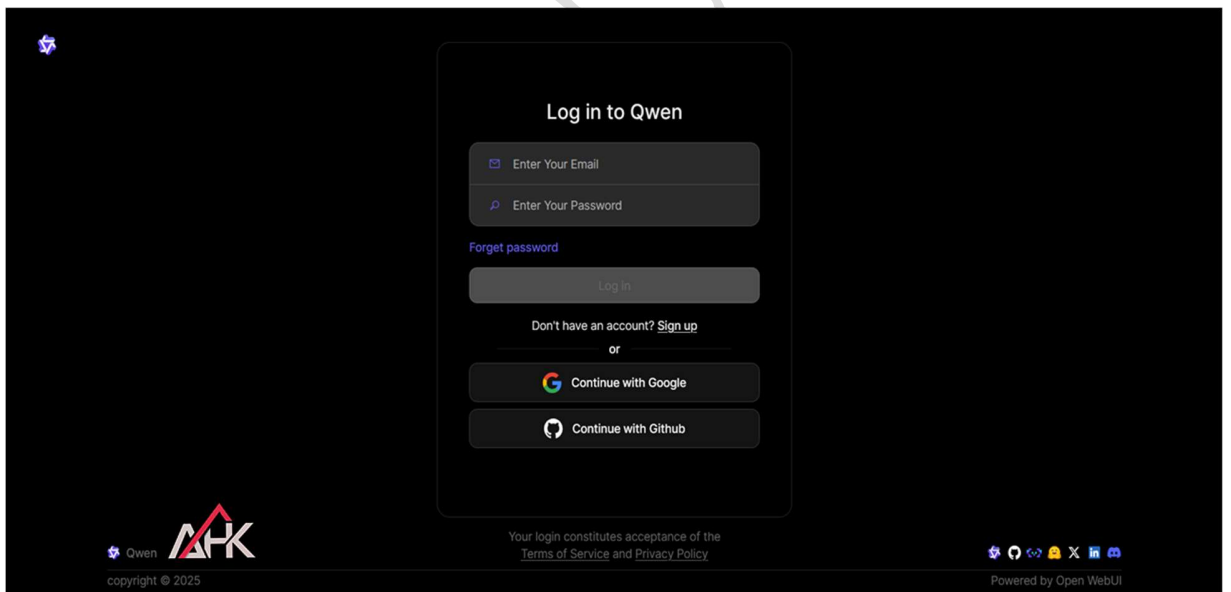 Log in to Qwen
Enter Your Email
Enter Your Password
Forget password
Log in
Don't have an account? Sign up
or
Continue with Google
Continue with Github
Your login constitutes acceptance of the
Terms of Service and Privacy Policy
Qwen
AHK
copyright © 2025
Powered by Open WebUI